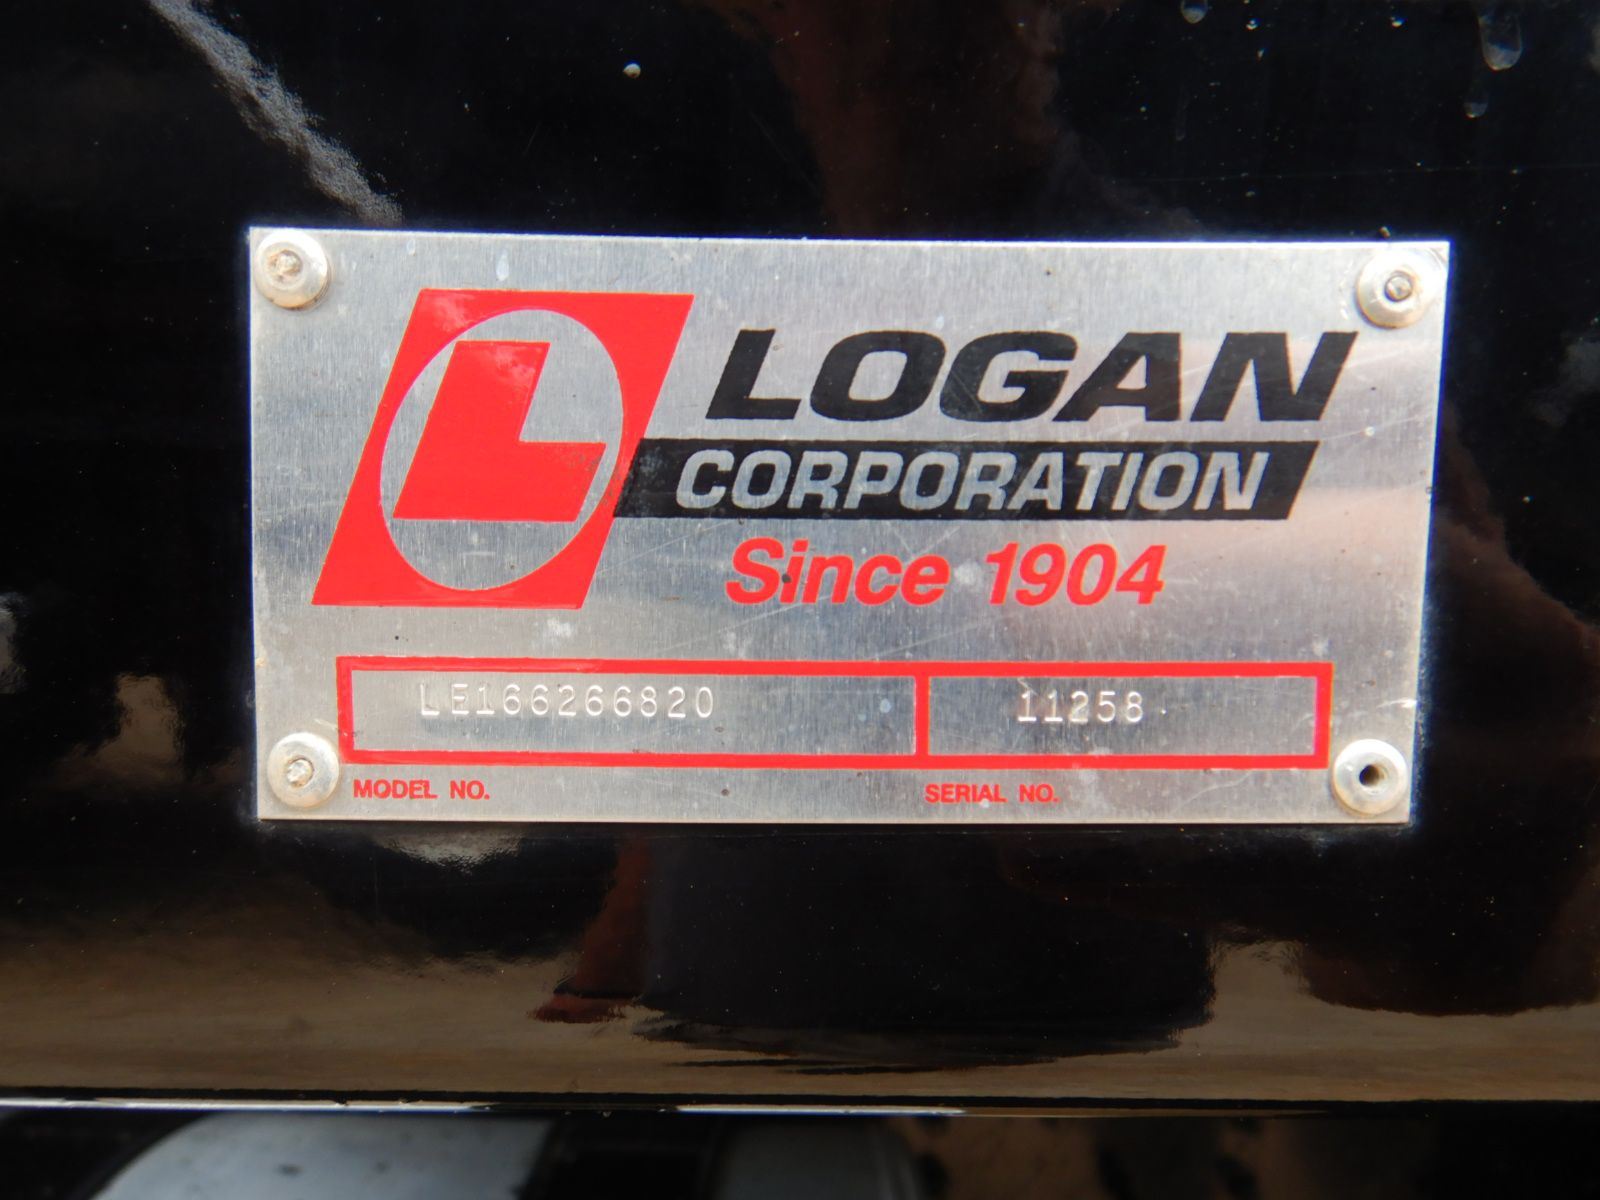 L
LOGAN
CORPORATION
Since 1904
LE166266820 11258
MODEL NO. SERIAL NO.